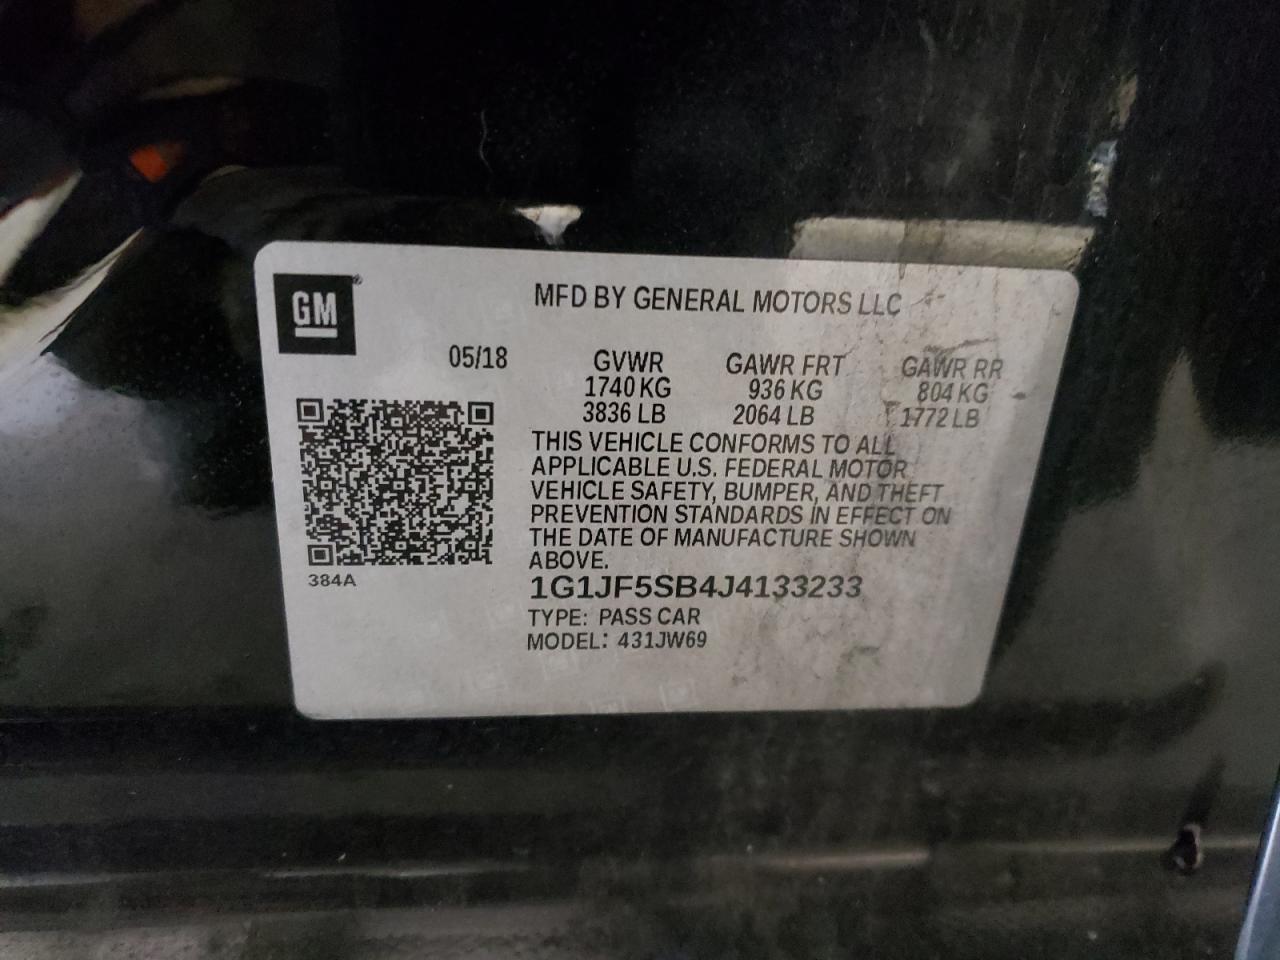 GM®
MFD BY GENERAL MOTORS LLC
05/18 GVWR GAWR FRT GAWR RR
1740 KG 936 KG 804 KG
3836 LB 2064 LB 1772 LB
THIS VEHICLE CONFORMS TO ALL
APPLICABLE U.S. FEDERAL MOTOR
VEHICLE SAFETY, BUMPER, AND THEFT
PREVENTION STANDARDS IN EFFECT ON
THE DATE OF MANUFACTURE SHOWN
ABOVE.
384A
1G1JF5SB4J4133233
TYPE: PASS CAR
MODEL: 431JW69